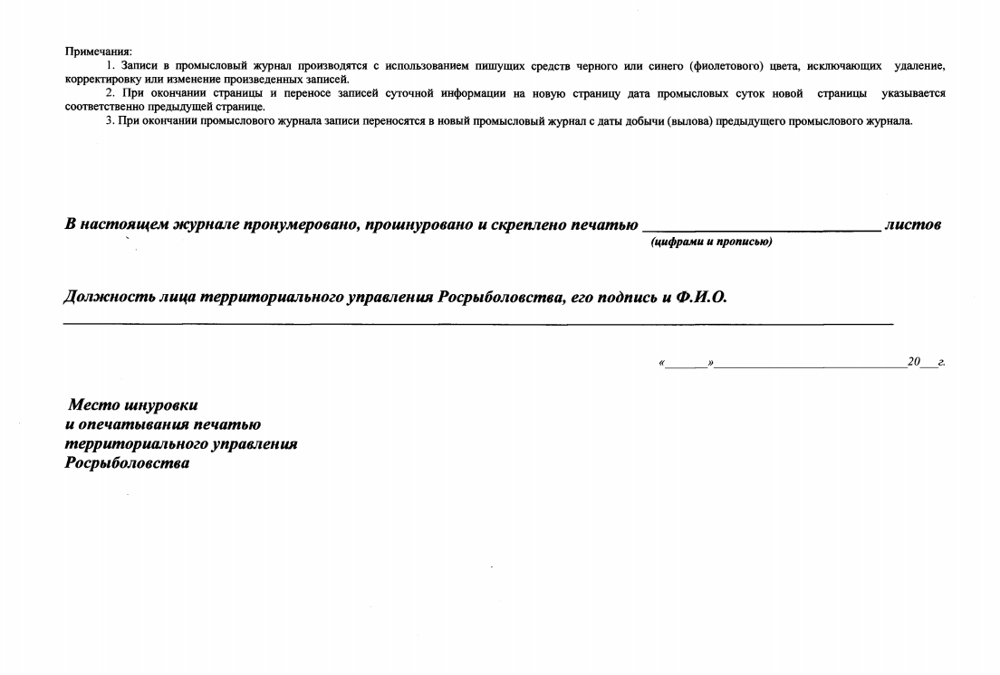 Примечания:
1. Записи в промысловый журнал производятся с использованием пишущих средств черного или синего (фиолетового) цвета, исключающих удаление,
корректировку или изменение произведенных записей.
2. При окончании страницы и переносе записей суточной информации на новую страницу дата промысловых суток новой страницы указывается
соответственно предыдущей странице.
3. При окончании промыслового журнала записи переносятся в новый промысловый журнал с даты добычи (вылова) предыдущего промыслового журнала.
В настоящем журнале пронумеровано, прошнуровано и скреплено печатью ______________________ листов
(цифрами и прописью)
Должность лица территориального управления Росрыболовства, его подпись и Ф.И.О.
«______»____________________________20___г.
Место шнуровки
и опечатывания печатью
территориального управления
Росрыболовства